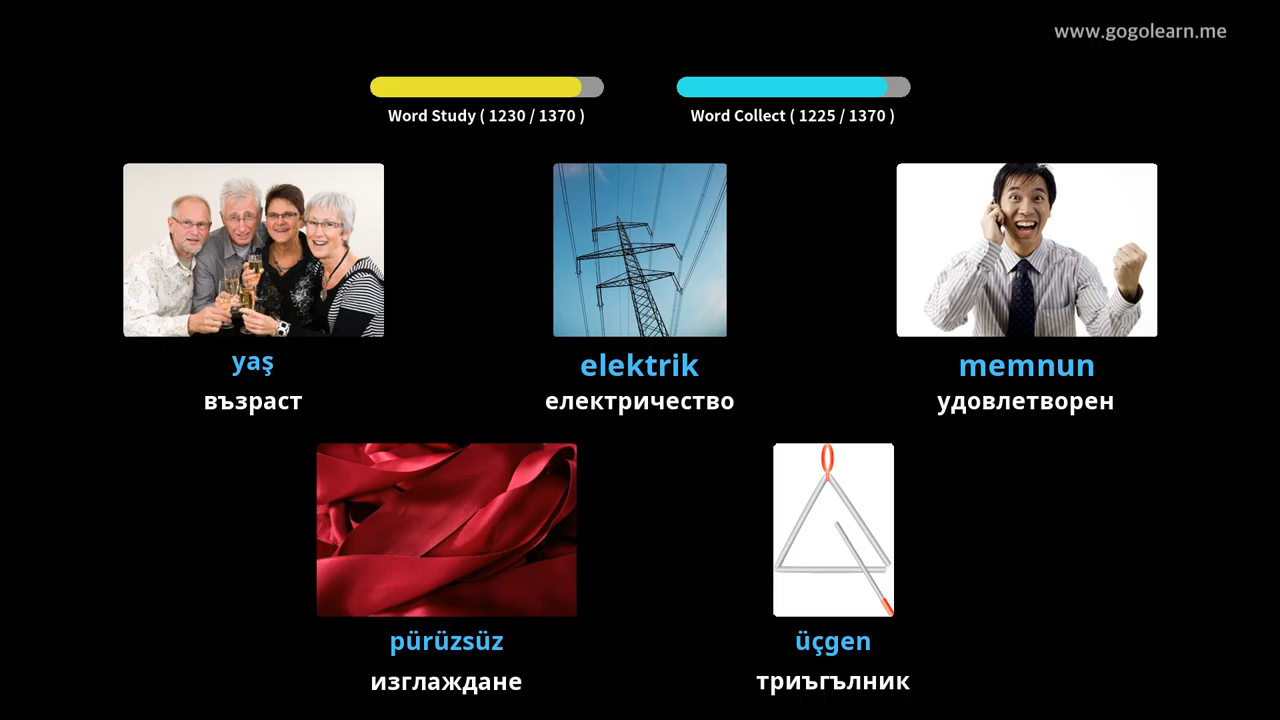 www.gogolearn.me
Word Study ( 1230 / 1370 )
Word Collect ( 1225 / 1370 )
yaş
elektrik
memnun
възраст
електричество
удовлетворен
pürüzsüz
üçgen
изглаждане
триъгълник